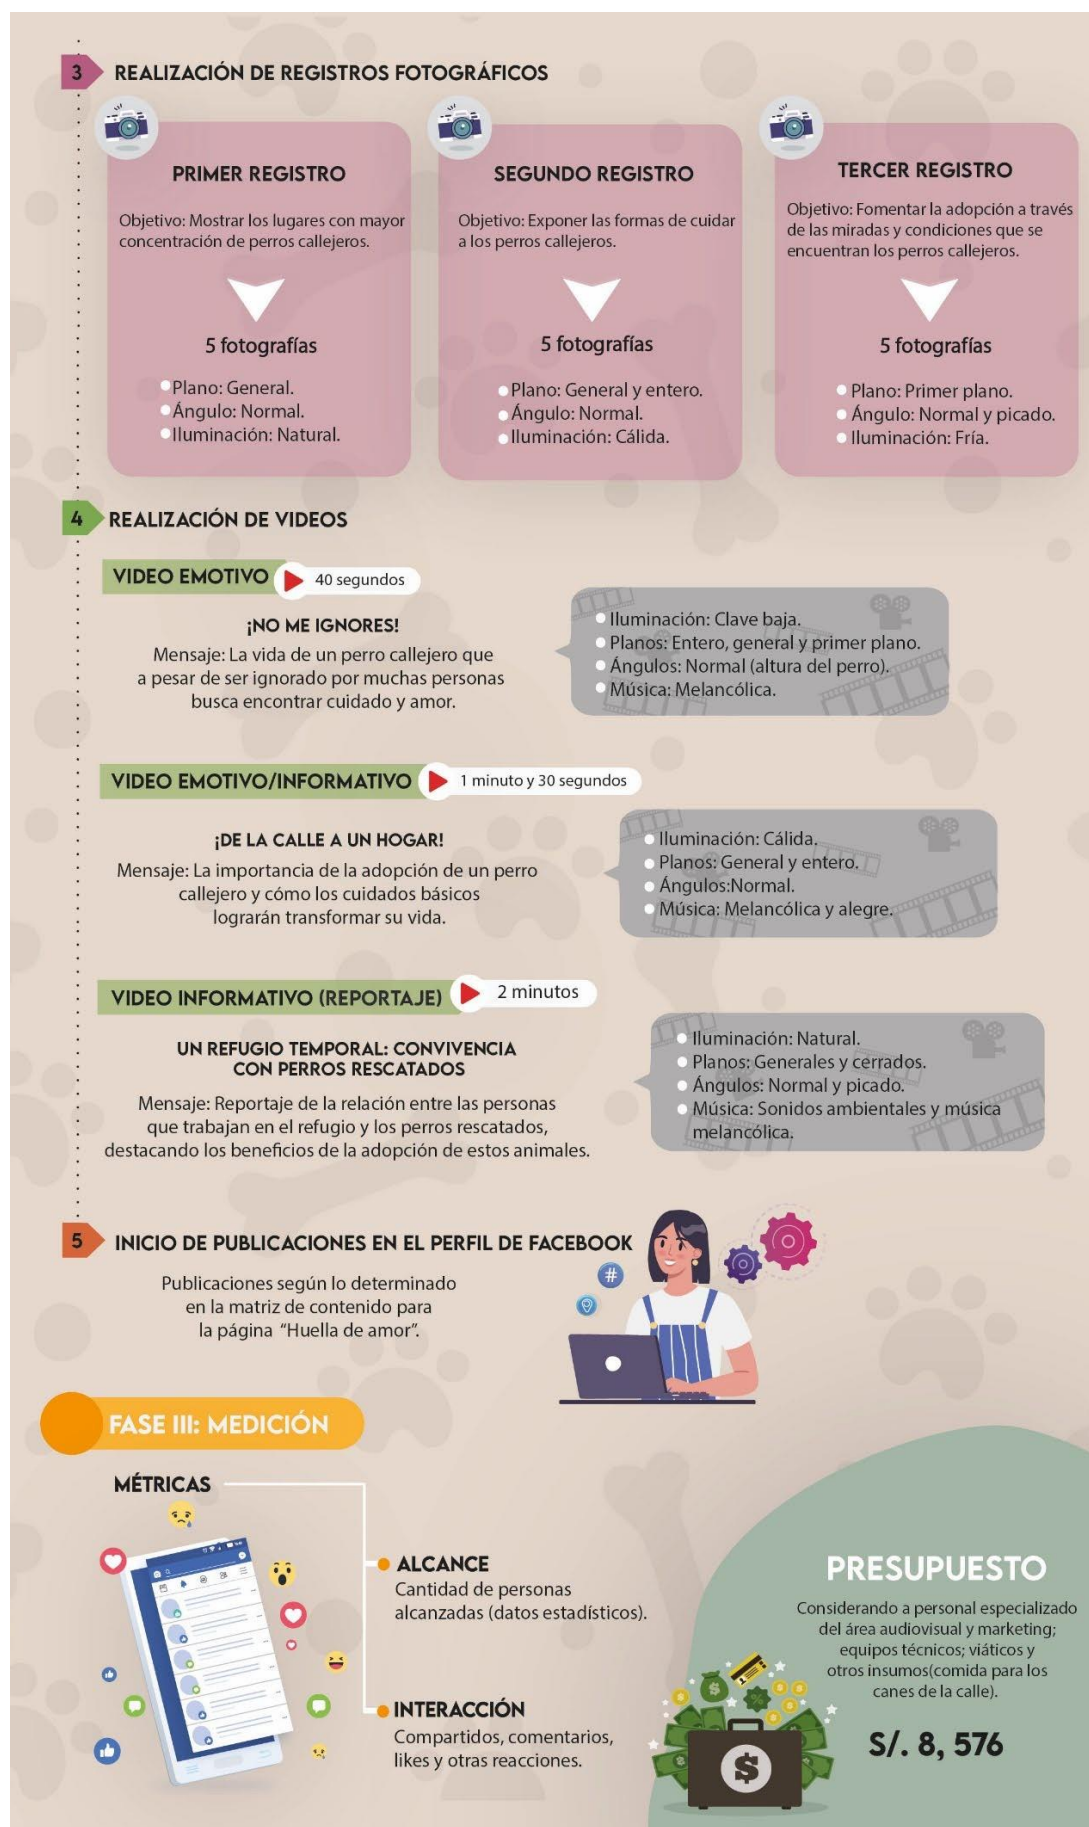 3
REALIZACIÓN DE REGISTROS FOTOGRÁFICOS
PRIMER REGISTRO
Objetivo: Mostrar los lugares con mayor
concentración de perros callejeros.
5 fotografías
Plano: General.
Ángulo: Normal.
Iluminación: Natural.
SEGUNDO REGISTRO
Objetivo: Exponer las formas de cuidar
a los perros callejeros.
5 fotografías
Plano: General y entero.
Ángulo: Normal.
Iluminación: Cálida.
TERCER REGISTRO
Objetivo: Fomentar la adopción a través
de las miradas y condiciones que se
encuentran los perros callejeros.
5 fotografías
Plano: Primer plano.
Ángulo: Normal y picado.
Iluminación: Fría.
4
REALIZACIÓN DE VIDEOS
VIDEO EMOTIVO
40 segundos
¡NO ME IGNORES!
Mensaje: La vida de un perro callejero que
a pesar de ser ignorado por muchas personas
busca encontrar cuidado y amor.
Iluminación: Clave baja.
Planos: Entero, general y primer plano.
Ángulos: Normal (altura del perro).
Música: Melancólica.
VIDEO EMOTIVO/INFORMATIVO
1 minuto y 30 segundos
¡DE LA CALLE A UN HOGAR!
Mensaje: La importancia de la adopción de un perro
callejero y cómo los cuidados básicos
lograrán transformar su vida.
Iluminación: Cálida.
Planos: General y entero.
Ángulos:Normal.
Música: Melancólica y alegre.
VIDEO INFORMATIVO (REPORTAJE)
2 minutos
UN REFUGIO TEMPORAL: CONVIVENCIA
CON PERROS RESCATADOS
Mensaje: Reportaje de la relación entre las personas
que trabajan en el refugio y los perros rescatados,
destacando los beneficios de la adopción de estos animales.
Iluminación: Natural.
Planos: Generales y cerrados.
Ángulos: Normal y picado.
Música: Sonidos ambientales y música
melancólica.
5
INICIO DE PUBLICACIONES EN EL PERFIL DE FACEBOOK
Publicaciones según lo determinado
en la matriz de contenido para
la página “Huella de amor”.
#
FASE III: MEDICIÓN
MÉTRICAS
ALCANCE
Cantidad de personas
alcanzadas (datos estadísticos).
INTERACCIÓN
Compartidos, comentarios,
likes y otras reacciones.
PRESUPUESTO
Considerando a personal especializado
del área audiovisual y marketing;
equipos técnicos; viáticos y
otros insumos(comida para los
canes de la calle).
S/. 8, 576
$
$
%